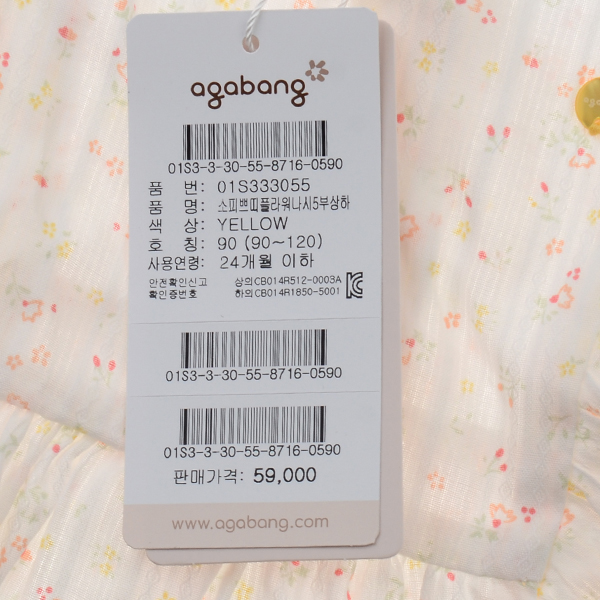 agabang
01S3-3-30-55-8716-0590
품 번: 01S333055
품 명: 소피쁘띠플라워나시5부상하
색 상: YELLOW
호 칭: 90 (90~120)
사용연령: 24개월 이하
안전확인신고 상의CB014R512-0003A
확인증번호 하의CB014R1850-5001
01S3-3-30-55-8716-0590
01S3-3-30-55-8716-0590
판매가격: 59,000
www.agabang.com